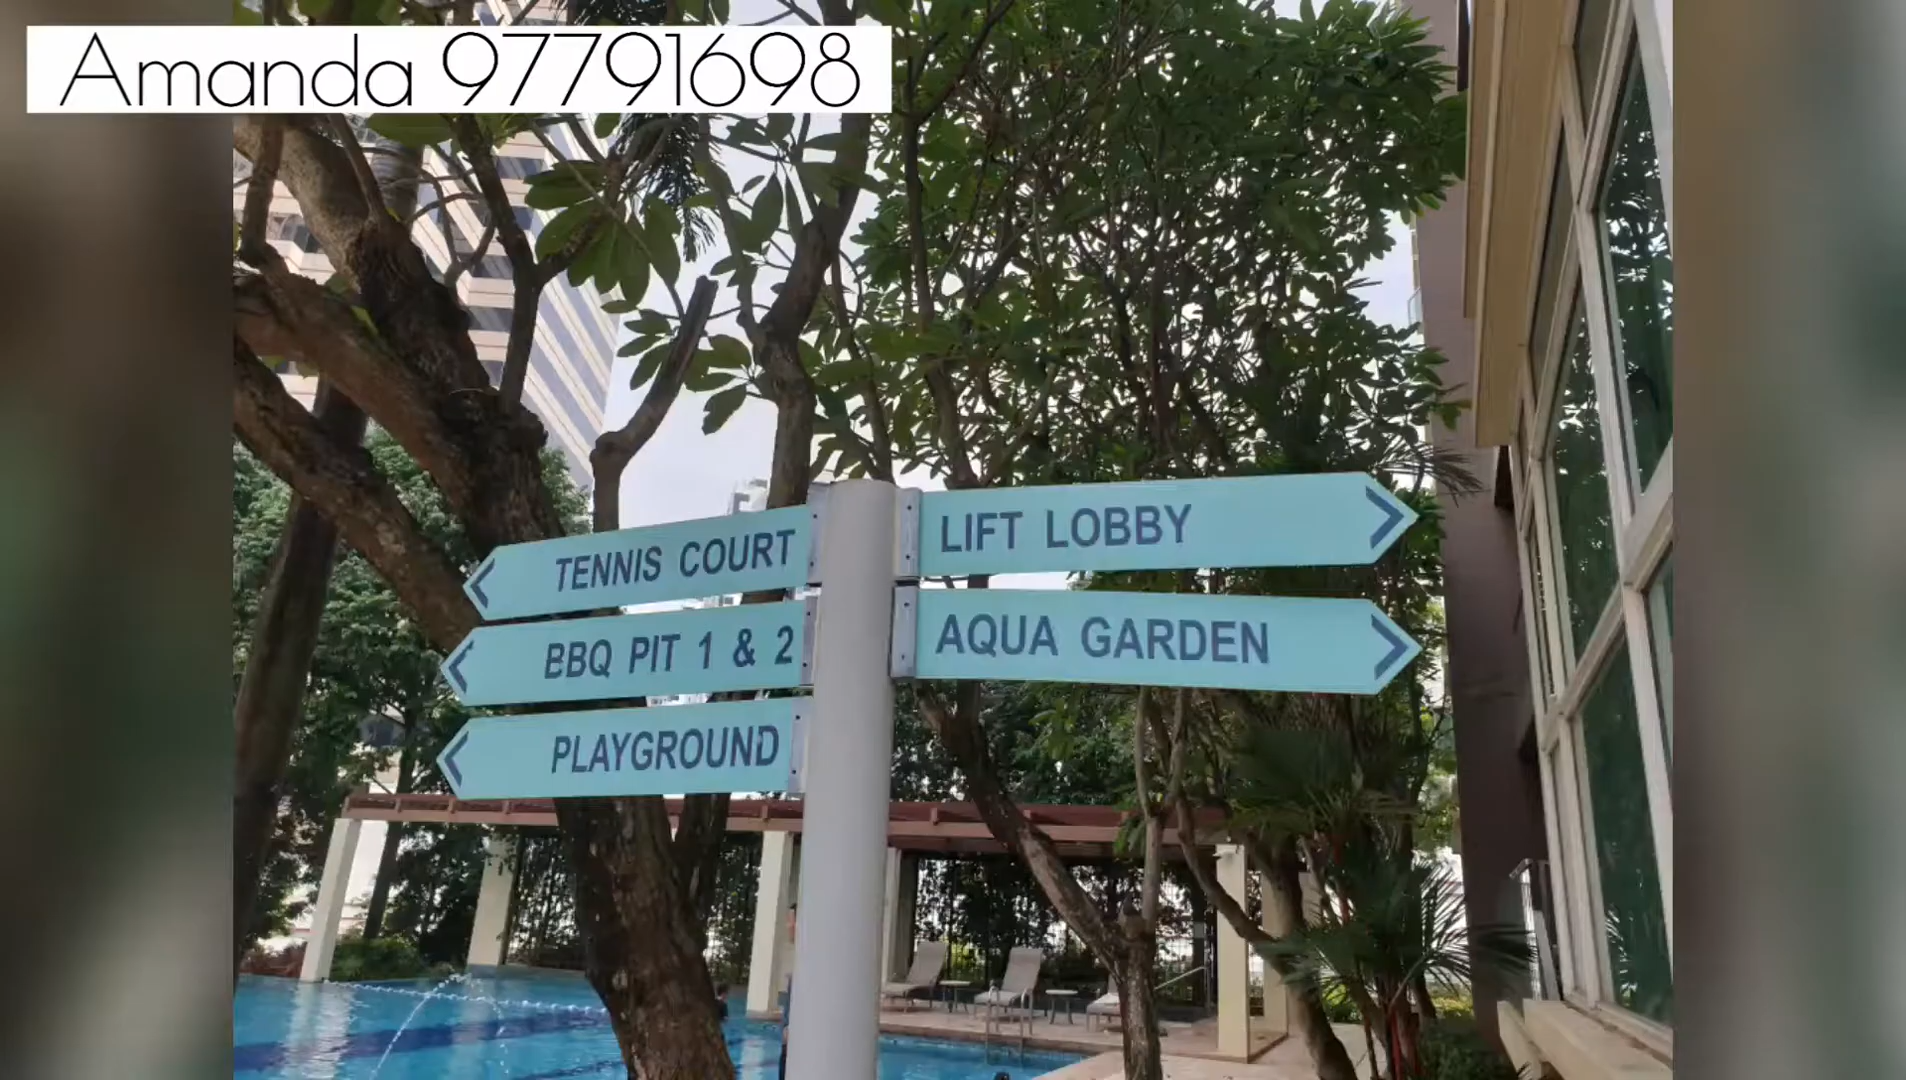 Amanda 97791698
TENNIS COURT
BBQ PIT 1 & 2
PLAYGROUND
LIFT LOBBY
AQUA GARDEN